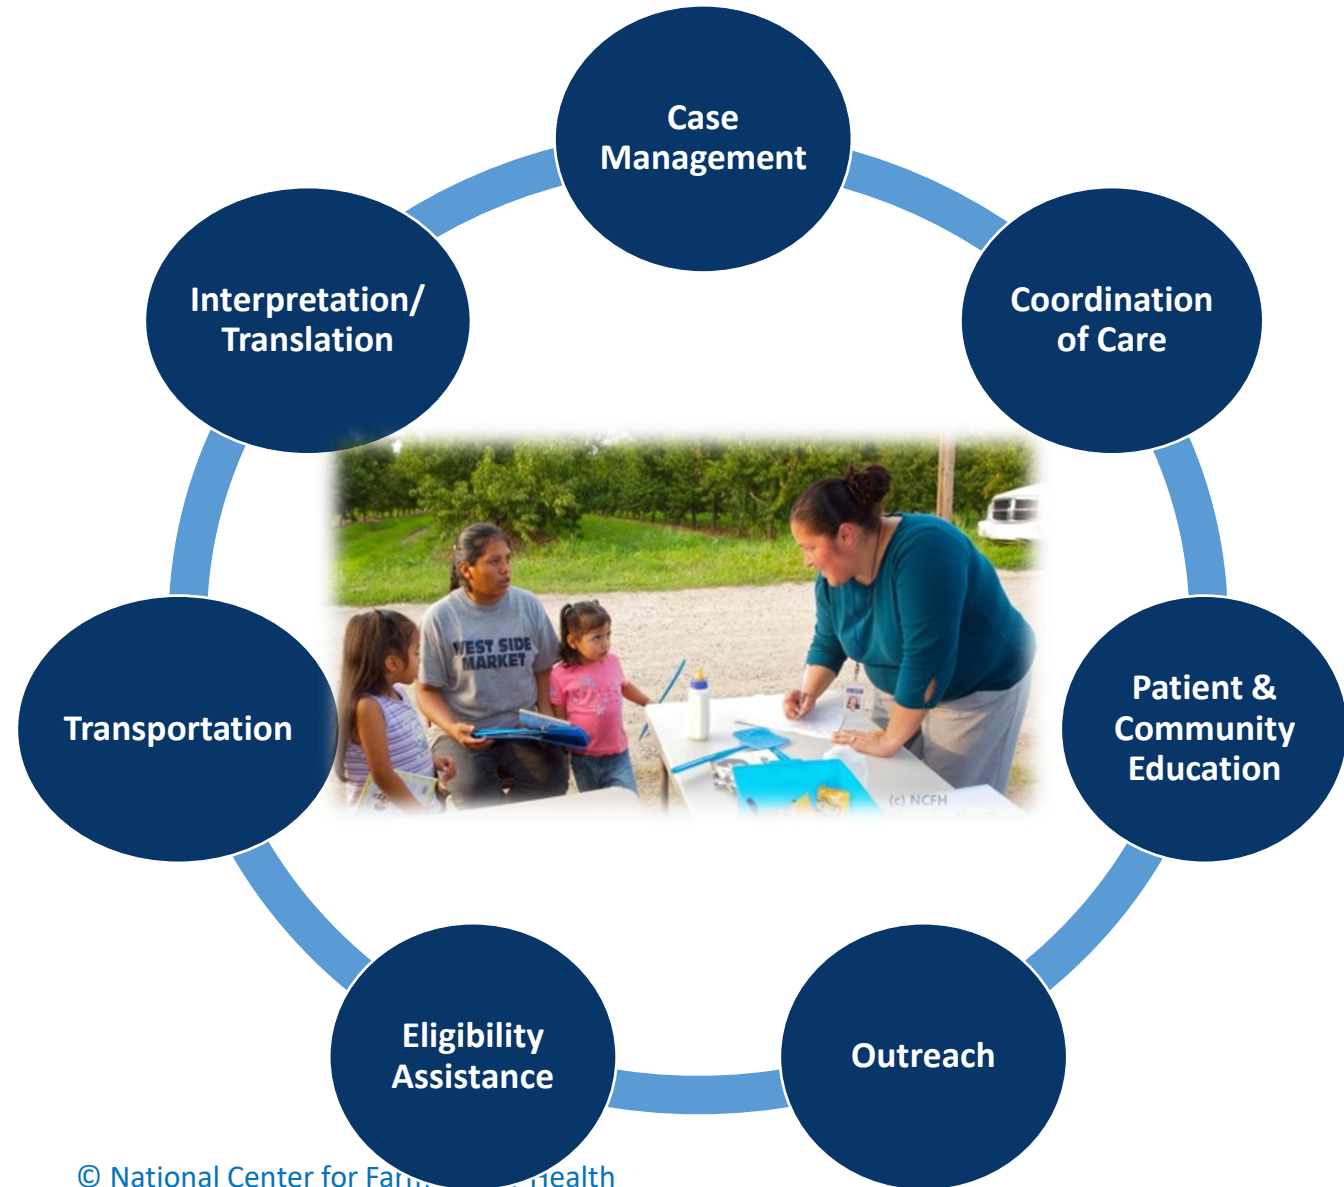 Case
Management
Interpretation/
Translation
Coordination
of Care
WEST SIDE
MARKET
Transportation
Patient &
Community
Education
(c) NCFH
Eligibility
Assistance
Outreach
© National Center for Health